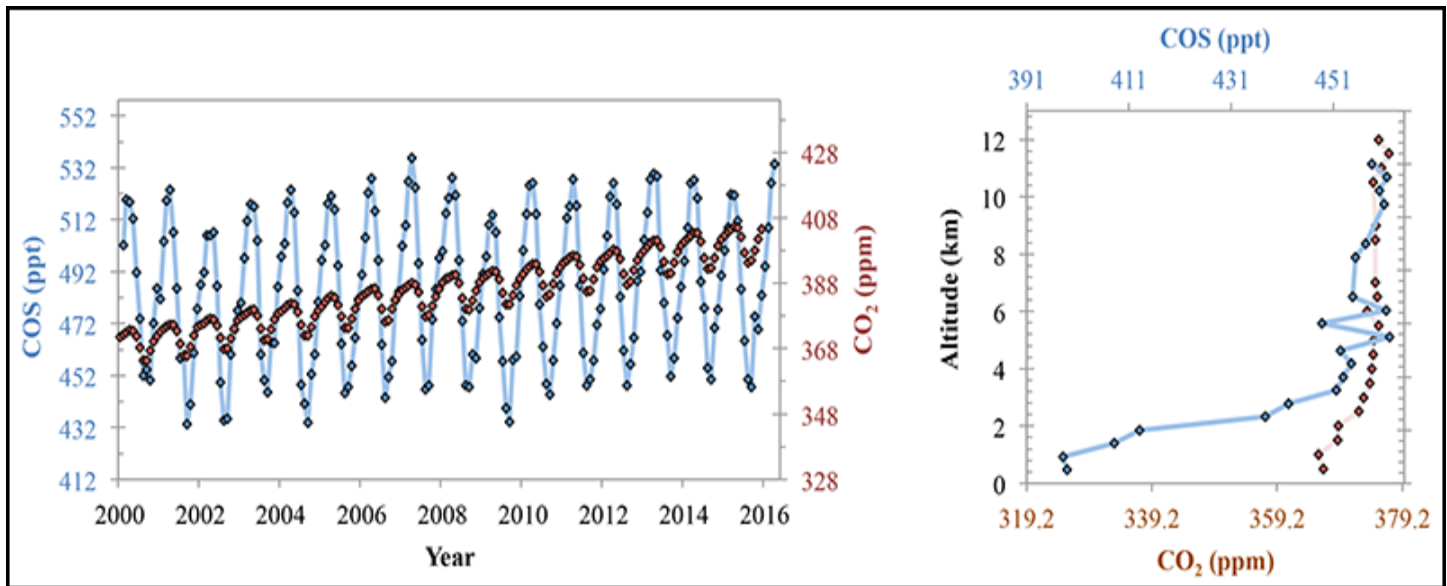 COS (ppt)
552
532
512
492
472
452
432
412
2000 2002 2004 2006 2008 2010 2012 2014 2016
Year
428
408
388
368
348
328
CO₂ (ppm)
COS (ppt)
391 411 431 451
Altitude (km)
12
10
8
6
4
2
0
319.2 339.2 359.2 379.2
CO₂ (ppm)